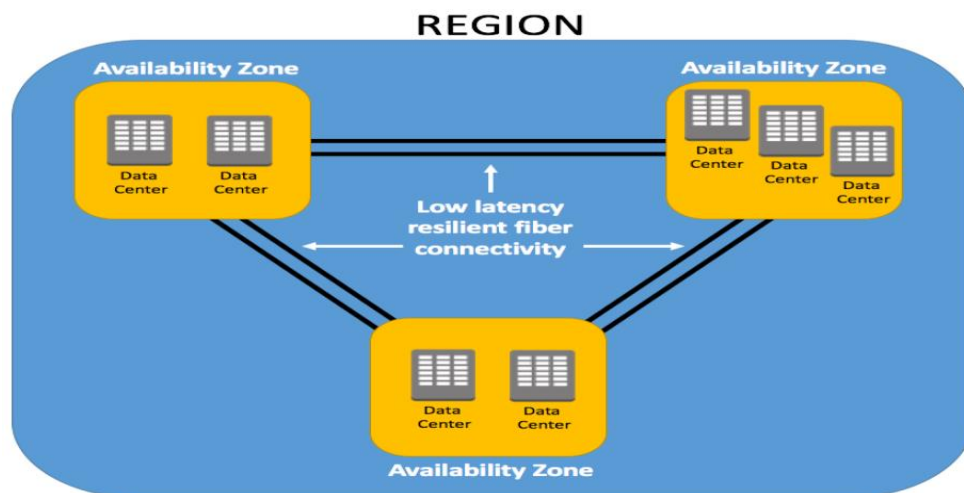 REGION
Availability Zone
Data
Center
Data
Center
Availability Zone
Data
Center
Data
Center
Data
Center
Low latency
resilient fiber
connectivity
Data
Center
Data
Center
Availability Zone